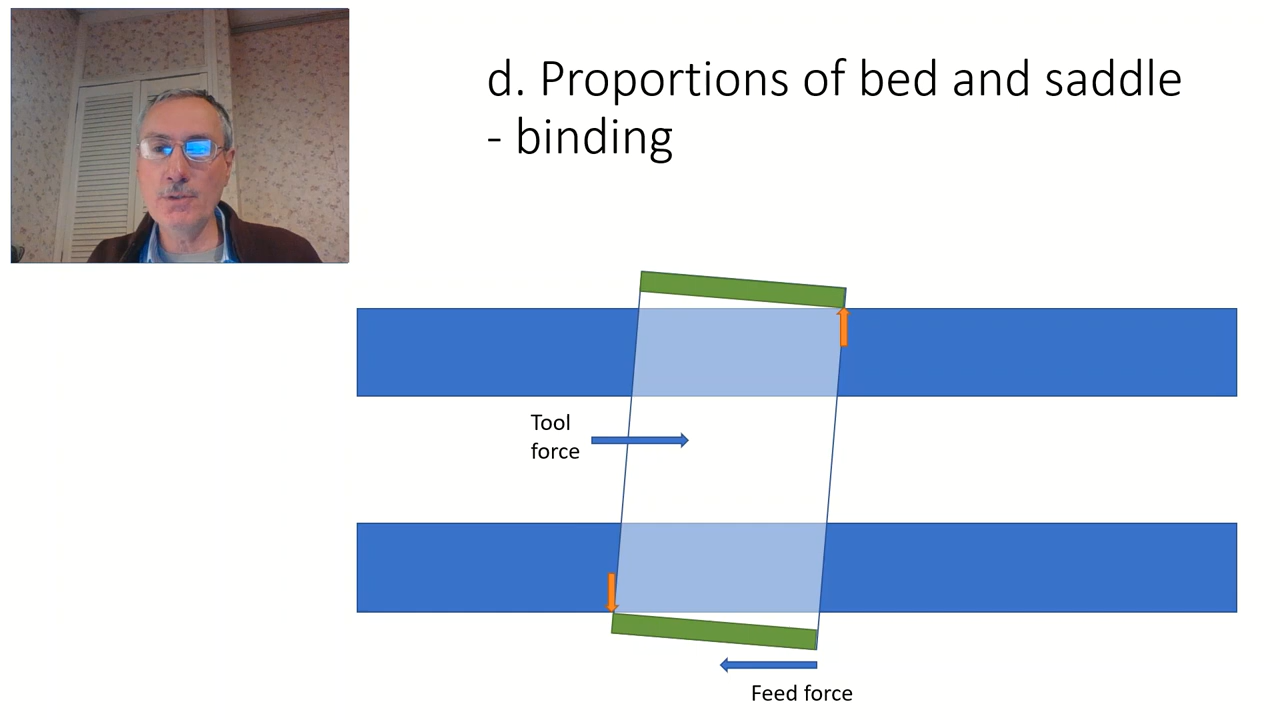 d. Proportions of bed and saddle
- binding
Tool
force
Feed force